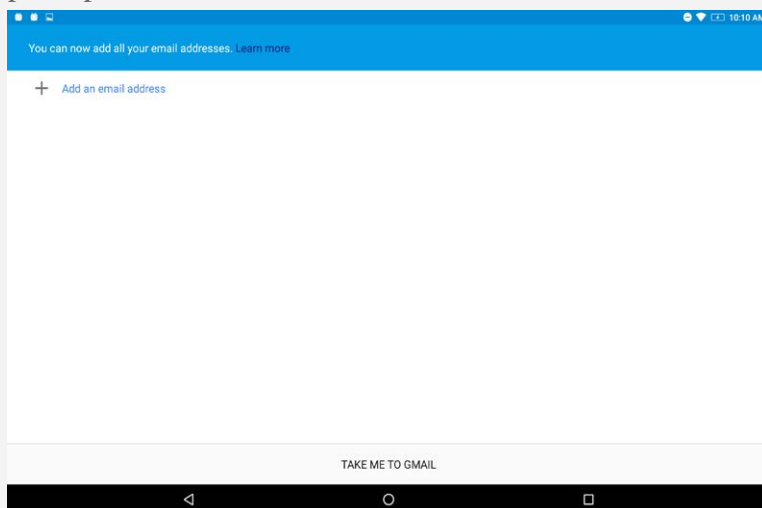 10:10 AM
You can now add all your email addresses. Learn more
Add an email address
TAKE ME TO GMAIL